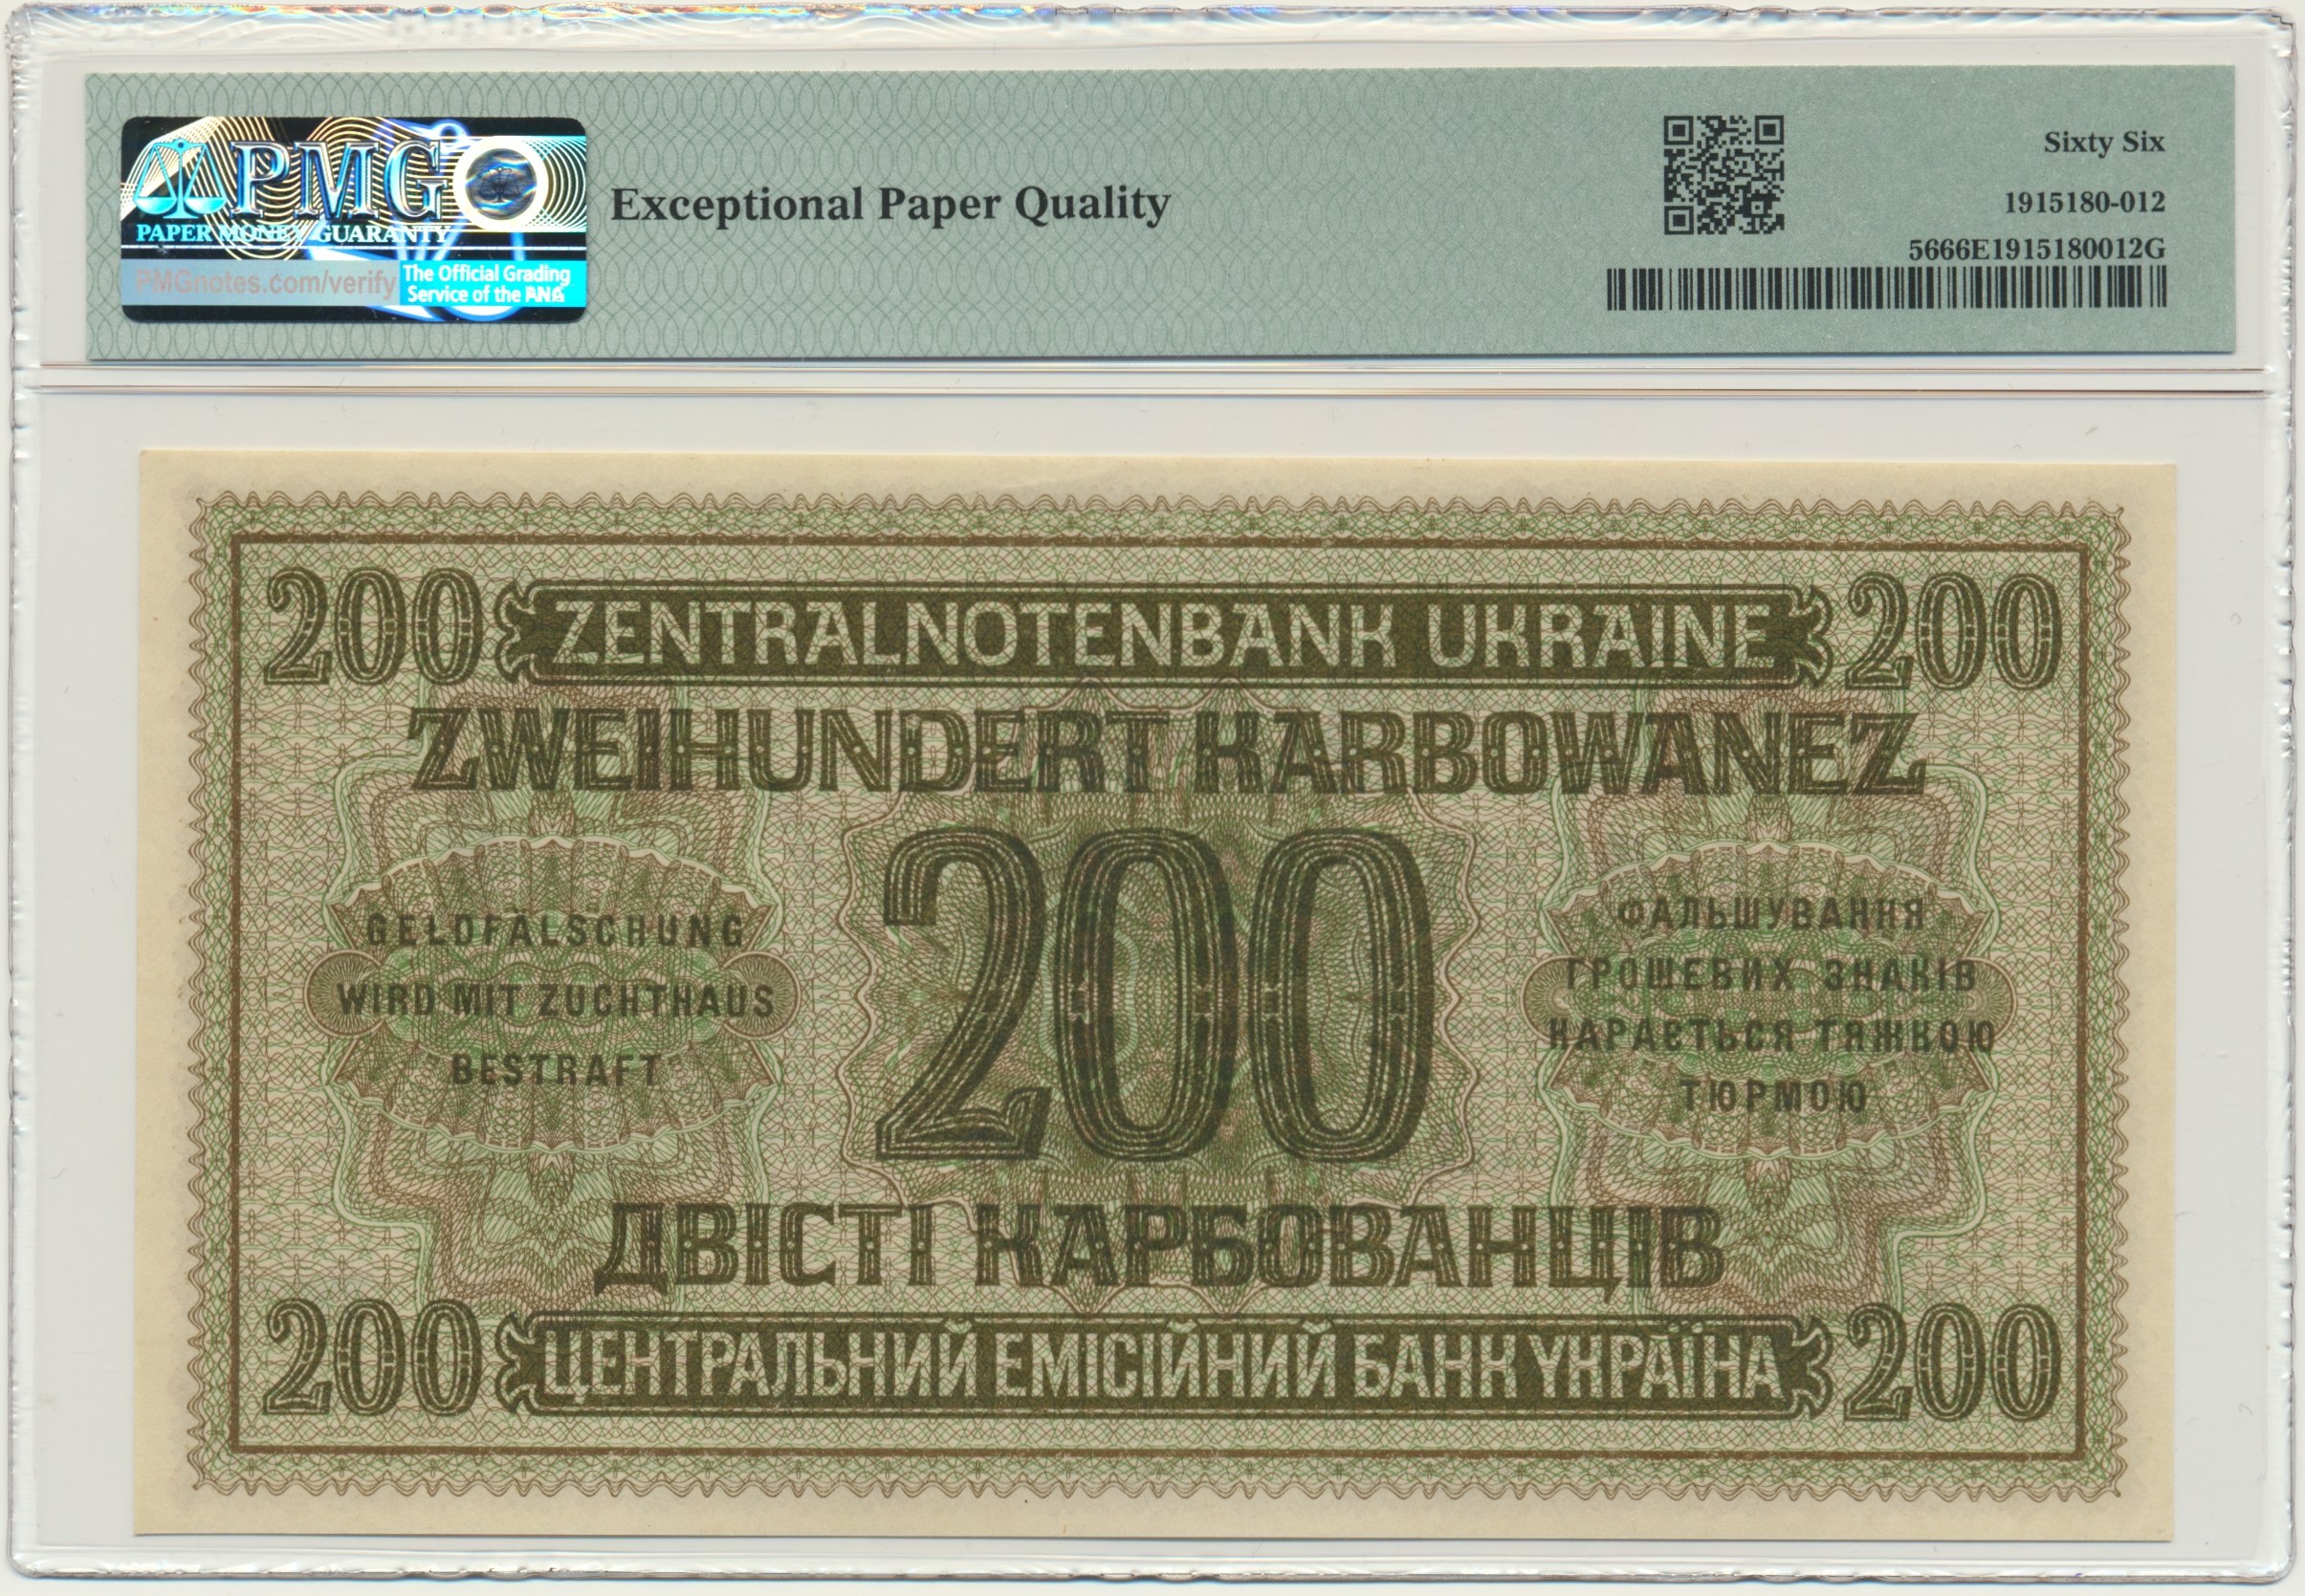 PMG
PAPER MONEY GUARANTY
PMGnotes.com/verify
The Official Grading
Service of the ANA
Exceptional Paper Quality
Sixty Six
1915180-012
5666E1915180012G
200 ZENTRALNOTENBANK UKRAINE 200
ZWEIHUNDERT KARBOWANEZ
GELDFÄLSCHUNG
WIRD MIT ZUCHTHAUS
BESTRAFT
200
ФАЛЬШУВАННЯ
ГРОШЕВИХ ЗНАКІВ
КАРАЄТЬСЯ ТЯЖКОЮ
ТЮРМОЮ
ДВІСТІ КАРБОВАНЦІВ
200 ЦЕНТРАЛЬНИЙ ЕМІСІЙНИЙ БАНК УКРАЇНА 200